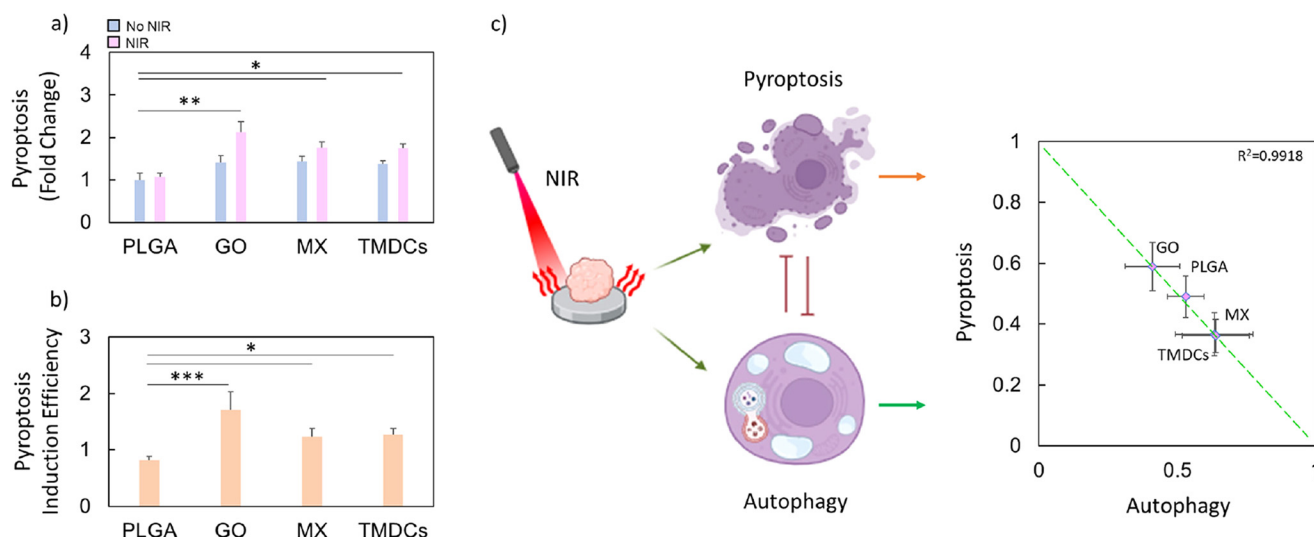 a)
No NIR
NIR
4
3
2
1
0
Pyroptosis
(Fold Change)
*
**
PLGA GO MX TMDCs
b)
3
2
1
0
Pyroptosis
Induction Efficiency
*
***
PLGA GO MX TMDCs
c)
NIR
Pyroptosis
Autophagy
1
0.8
0.6
0.4
0.2
0
Pyroptosis
R²=0.9918
GO
PLGA
MX
TMDCs
0 0.5 1
Autophagy